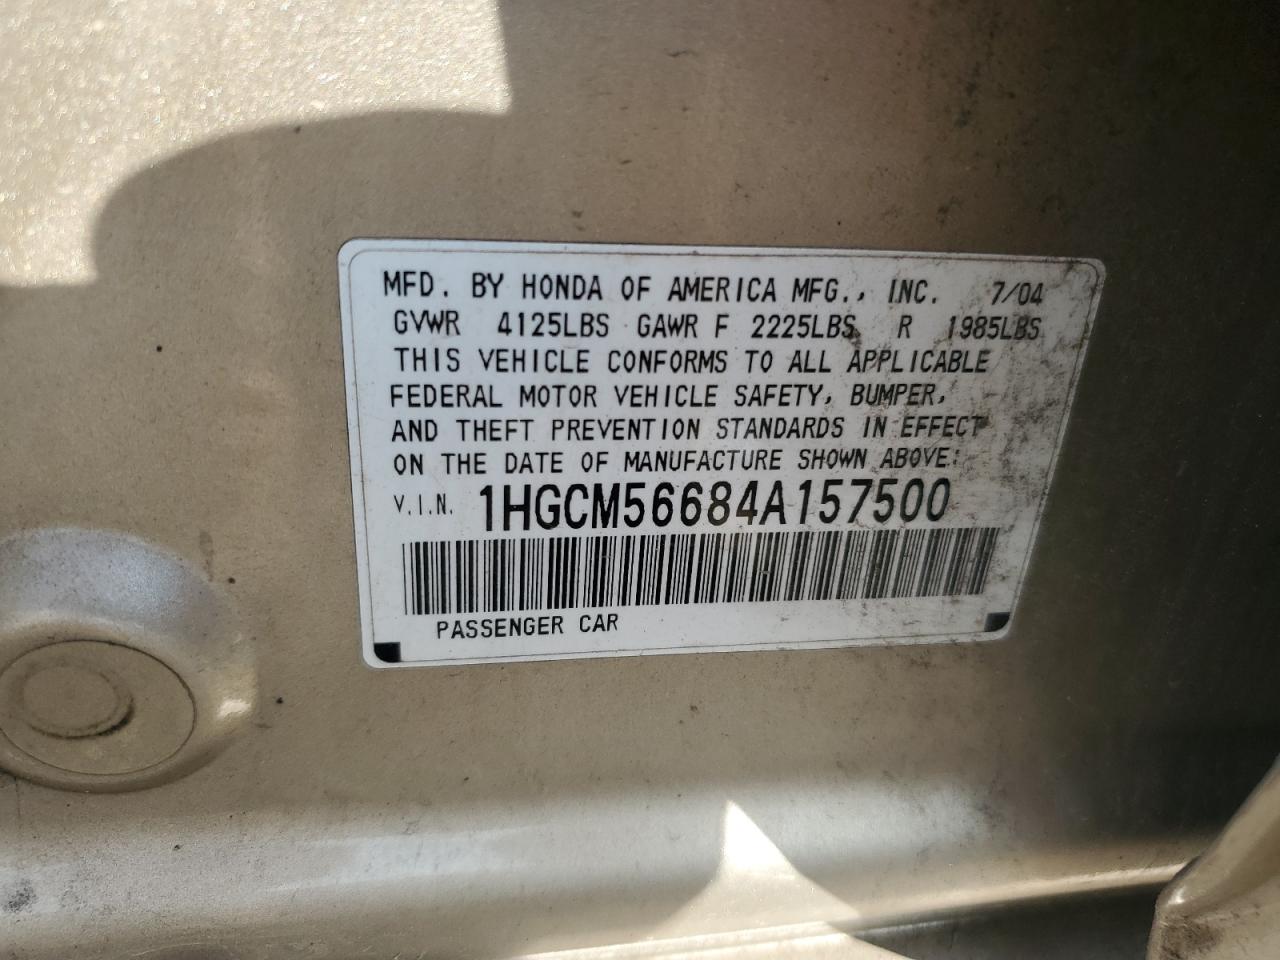 MFD. BY HONDA OF AMERICA MFG., INC. 7/04
GVWR 4125LBS GAWR F 2225LBS R 1985LBS
THIS VEHICLE CONFORMS TO ALL APPLICABLE
FEDERAL MOTOR VEHICLE SAFETY, BUMPER,
AND THEFT PREVENTION STANDARDS IN EFFECT
ON THE DATE OF MANUFACTURE SHOWN ABOVE:
V.I.N. 1HGCM56684A157500
PASSENGER CAR